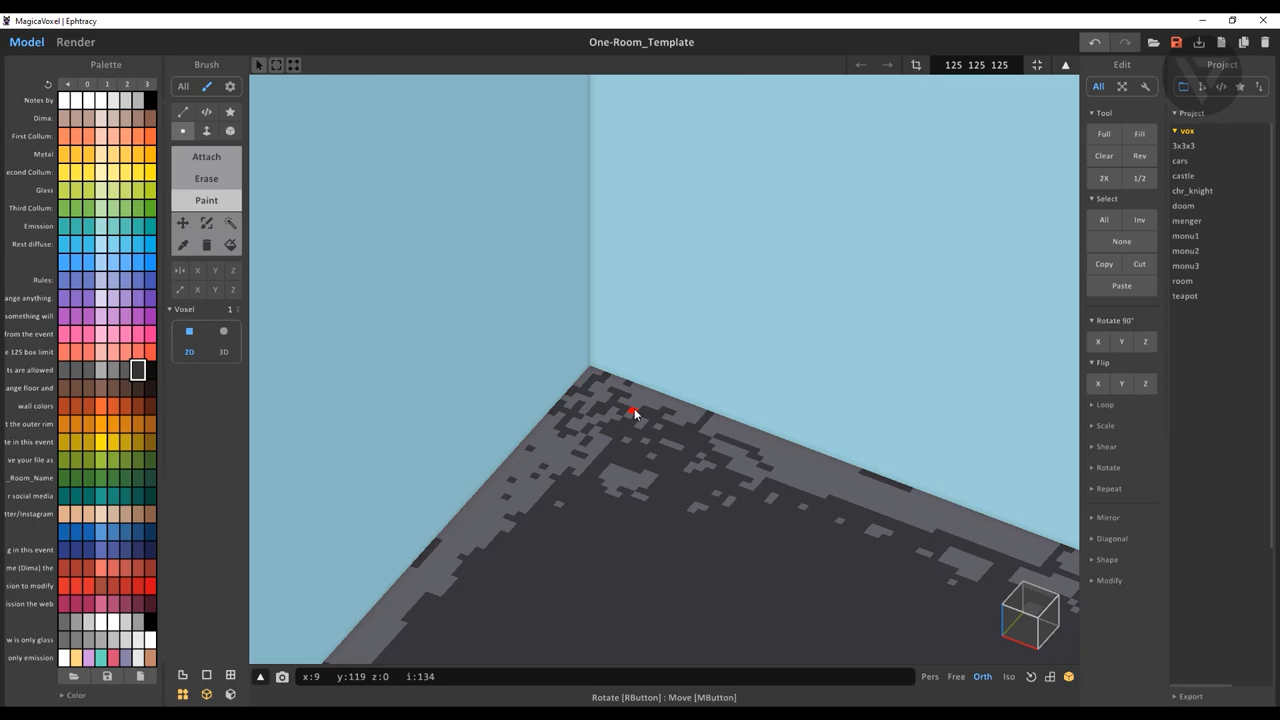 MagicaVoxel | Ephtracy
Model Render
One-Room_Template
Palette
Brush
125 125 125
Edit
Project
0 1 2 3
All
All
Notes by
Dima:
First Collum:
Metal
econd Collum:
Glass
Third Collum:
Emission
Rest diffuse:
Rules:
ange anything.
something will
from the event
e 125 box limit
ts are allowed
ange floor and
wall colors
t the outer rim
te in this event
ve your file as
_Room_Name
r social media
tter/Instagram
g in this event
me (Dima) the
sion to modify
ission the web
w is only glass
only emission
Color
Attach
Erase
Paint
X Y Z
X Y Z
Voxel 1
2D 3D
Tool
Full Fill
Clear Rev
2X 1/2
Select
All Inv
None
Copy Cut
Paste
Rotate 90°
X Y Z
Flip
X Y Z
Loop
Scale
Shear
Rotate
Repeat
Mirror
Diagonal
Shape
Modify
Project
vox
3x3x3
cars
castle
chr_knight
doom
menger
monu1
monu2
monu3
room
teapot
Export
x:9 y:119 z:0 i:134
Pers Free Orth Iso
Rotate [RButton] : Move [MButton]